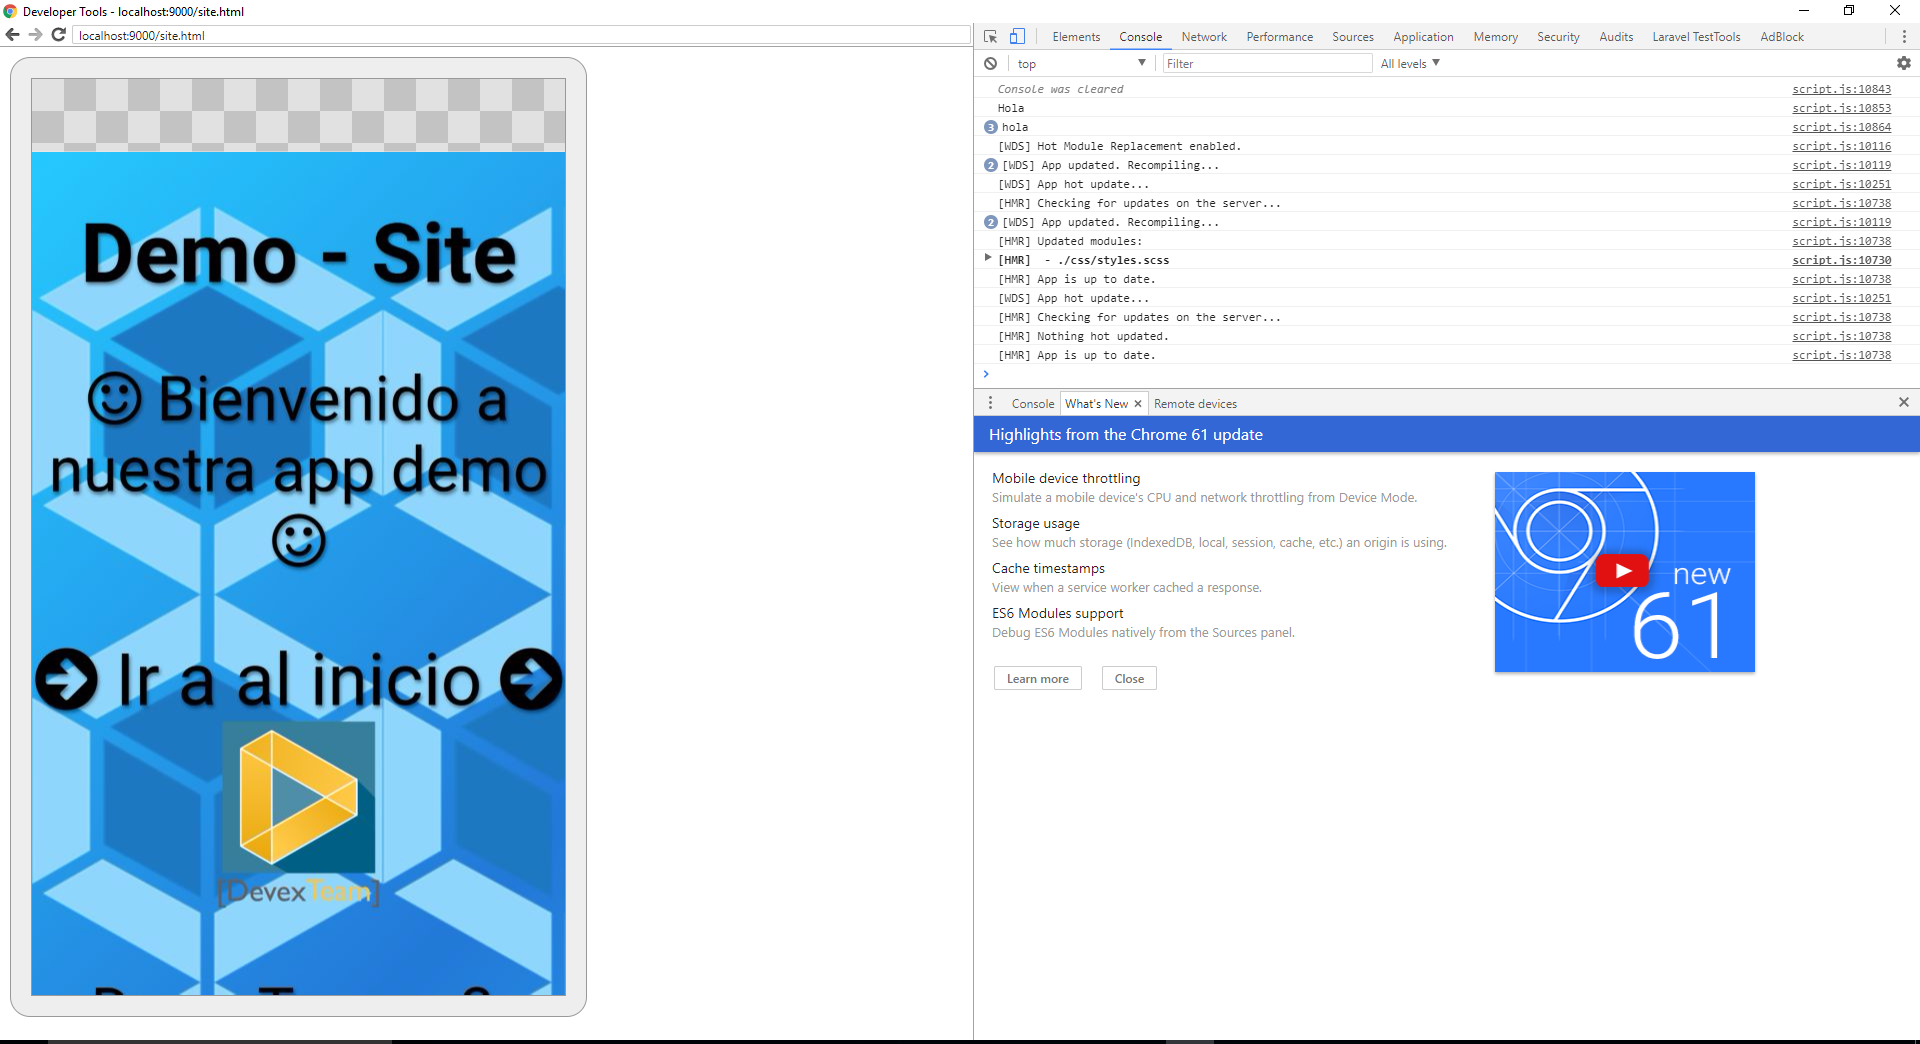 Developer Tools - localhost:9000/site.html
localhost:9000/site.html
Demo - Site
Bienvenido a
nuestra app demo
Ir a al inicio
[DevexTeam]
Elements Console Network Performance Sources Application Memory Security Audits Laravel TestTools AdBlock
top Filter All levels
Console was cleared script.js:10843
Hola script.js:10853
3 hola script.js:10864
[WDS] Hot Module Replacement enabled. script.js:10116
2 [WDS] App updated. Recompiling... script.js:10119
[WDS] App hot update... script.js:10251
[HMR] Checking for updates on the server... script.js:10738
2 [WDS] App updated. Recompiling... script.js:10119
[HMR] Updated modules: script.js:10738
[HMR]  - ./css/styles.scss script.js:10730
[HMR] App is up to date. script.js:10738
[WDS] App hot update... script.js:10251
[HMR] Checking for updates on the server... script.js:10738
[HMR] Nothing hot updated. script.js:10738
[HMR] App is up to date. script.js:10738
Console What's New Remote devices
Highlights from the Chrome 61 update
Mobile device throttling
Simulate a mobile device's CPU and network throttling from Device Mode.
Storage usage
See how much storage (IndexedDB, local, session, cache, etc.) an origin is using.
Cache timestamps
View when a service worker cached a response.
ES6 Modules support
Debug ES6 Modules natively from the Sources panel.
Learn more Close
new
61